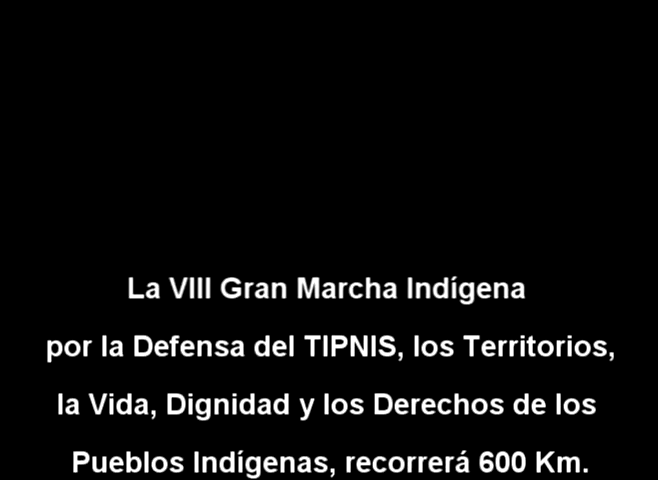 La VIII Gran Marcha Indígena
por la Defensa del TIPNIS, los Territorios,
la Vida, Dignidad y los Derechos de los
Pueblos Indígenas, recorrerá 600 Km.